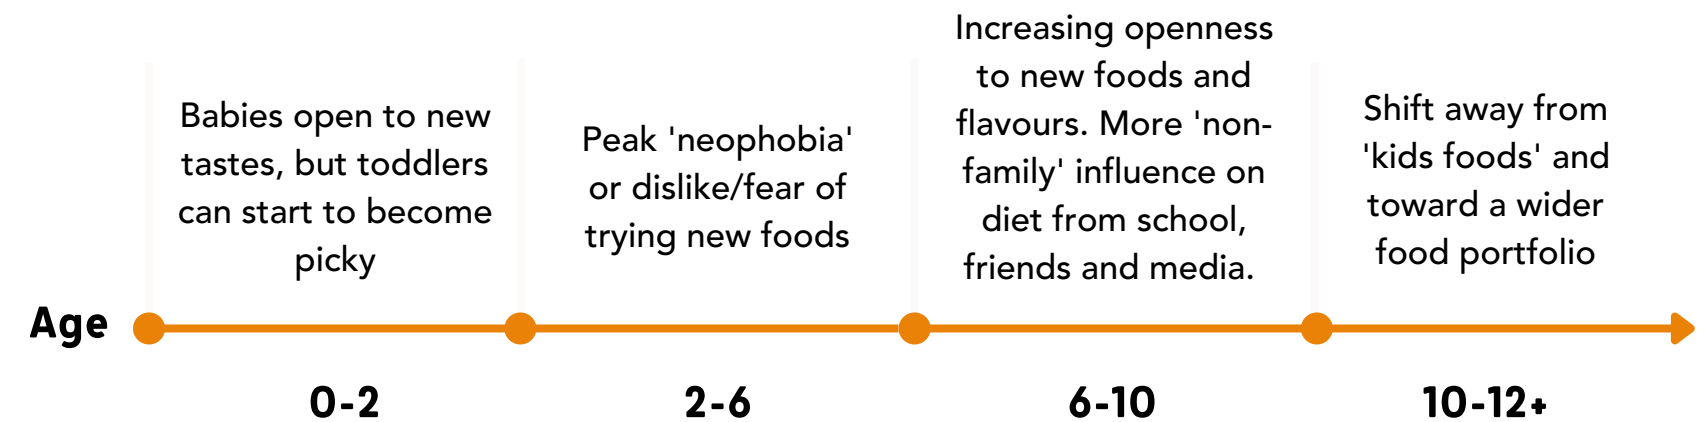 Babies open to new
tastes, but toddlers
can start to become
picky
Peak 'neophobia'
or dislike/fear of
trying new foods
Increasing openness
to new foods and
flavours. More 'non-
family' influence on
diet from school,
friends and media.
Shift away from
'kids foods' and
toward a wider
food portfolio
Age
0-2
2-6
6-10
10-12+